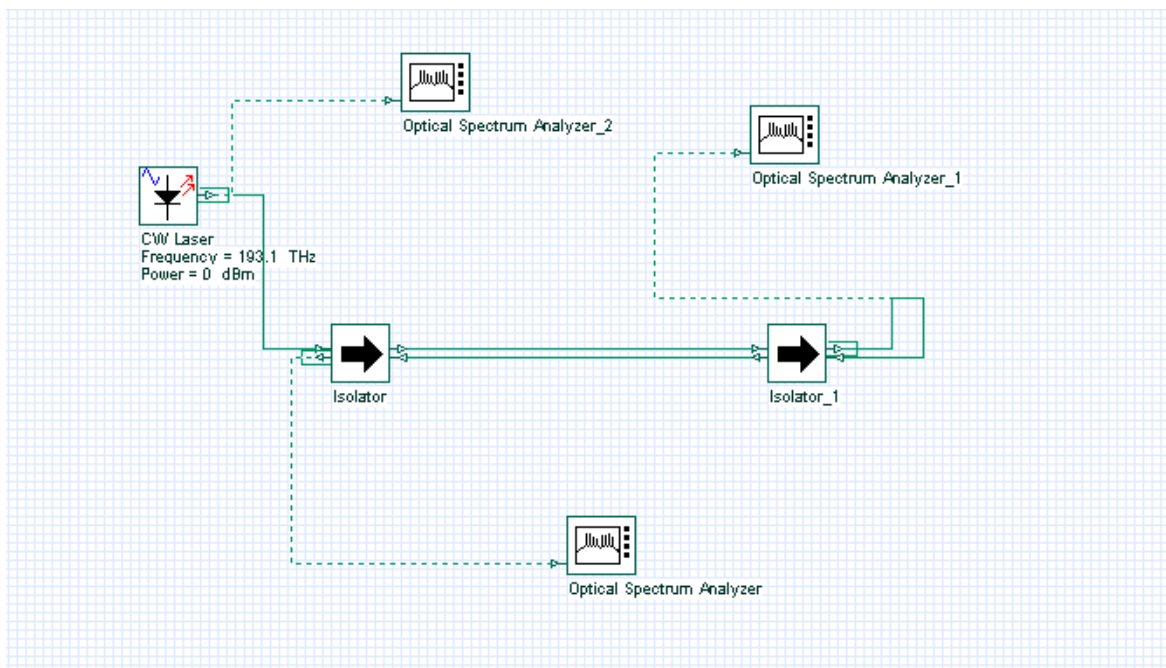 Optical Spectrum Analyzer_2
Optical Spectrum Analyzer_1
CW Laser
Frequency = 193.1 THz
Power = 0 dBm
Isolator
Isolator_1
Optical Spectrum Analyzer